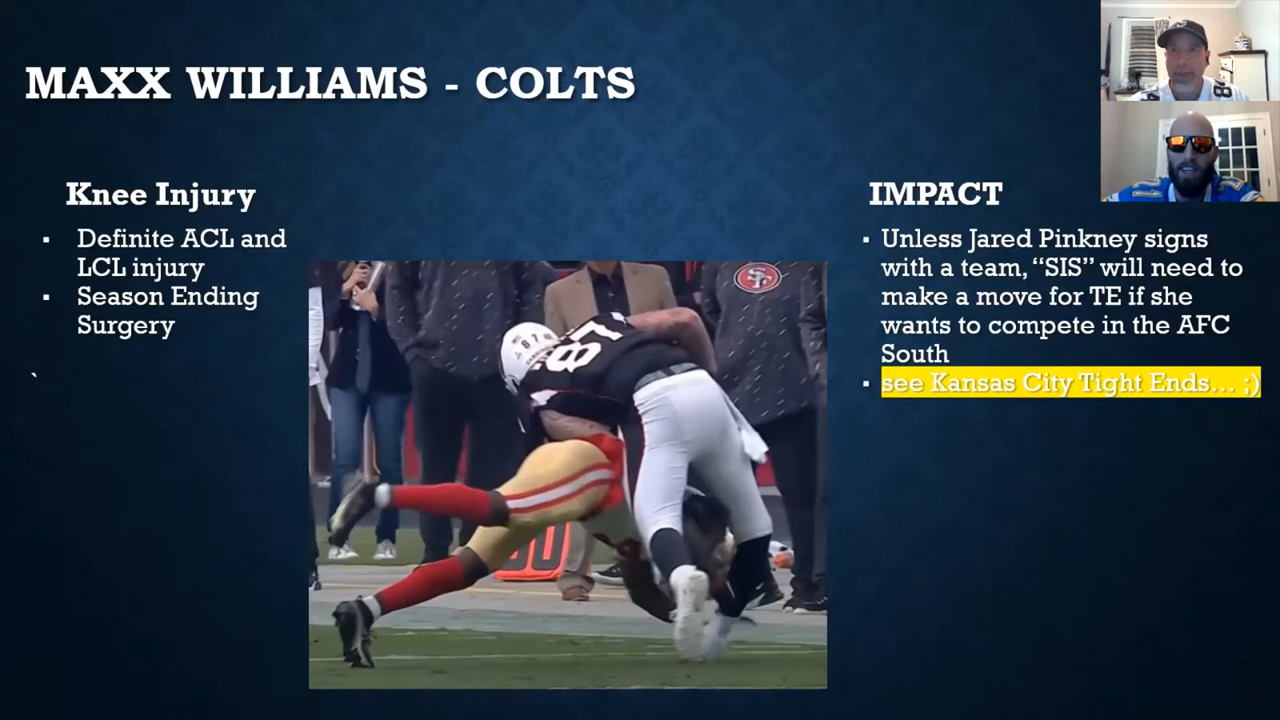 MAXX WILLIAMS - COLTS
Knee Injury
▪ Definite ACL and
LCL injury
▪ Season Ending
Surgery
`
IMPACT
▪ Unless Jared Pinkney signs
with a team, “SIS” will need to
make a move for TE if she
wants to compete in the AFC
South
▪ see Kansas City Tight Ends… ;)
87
87
SF